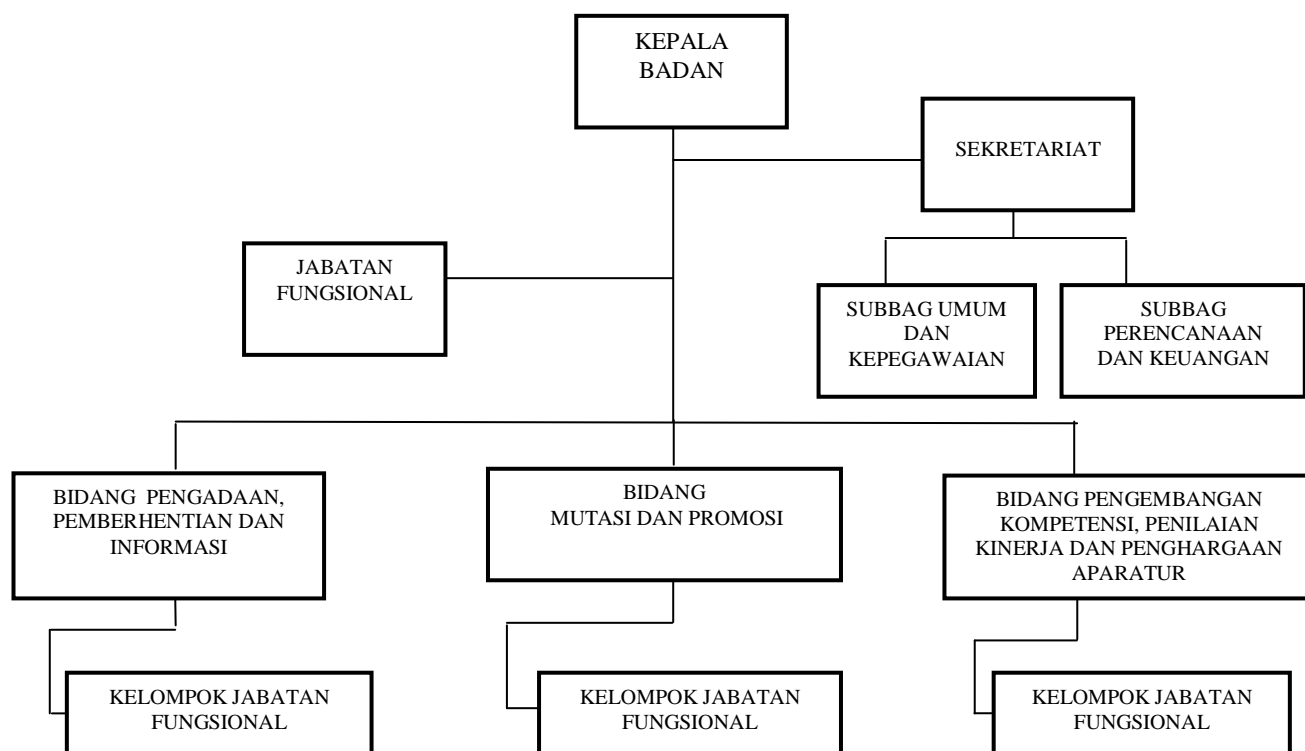 KEPALA
BADAN
SEKRETARIAT
JABATAN
FUNGSIONAL
SUBBAG UMUM
DAN
KEPEGAWAIAN
SUBBAG
PERENCANAAN
DAN KEUANGAN
BIDANG PENGADAAN,
PEMBERHENTIAN DAN
INFORMASI
BIDANG
MUTASI DAN PROMOSI
BIDANG PENGEMBANGAN
KOMPETENSI, PENILAIAN
KINERJA DAN PENGHARGAAN
APARATUR
KELOMPOK JABATAN
FUNGSIONAL
KELOMPOK JABATAN
FUNGSIONAL
KELOMPOK JABATAN
FUNGSIONAL